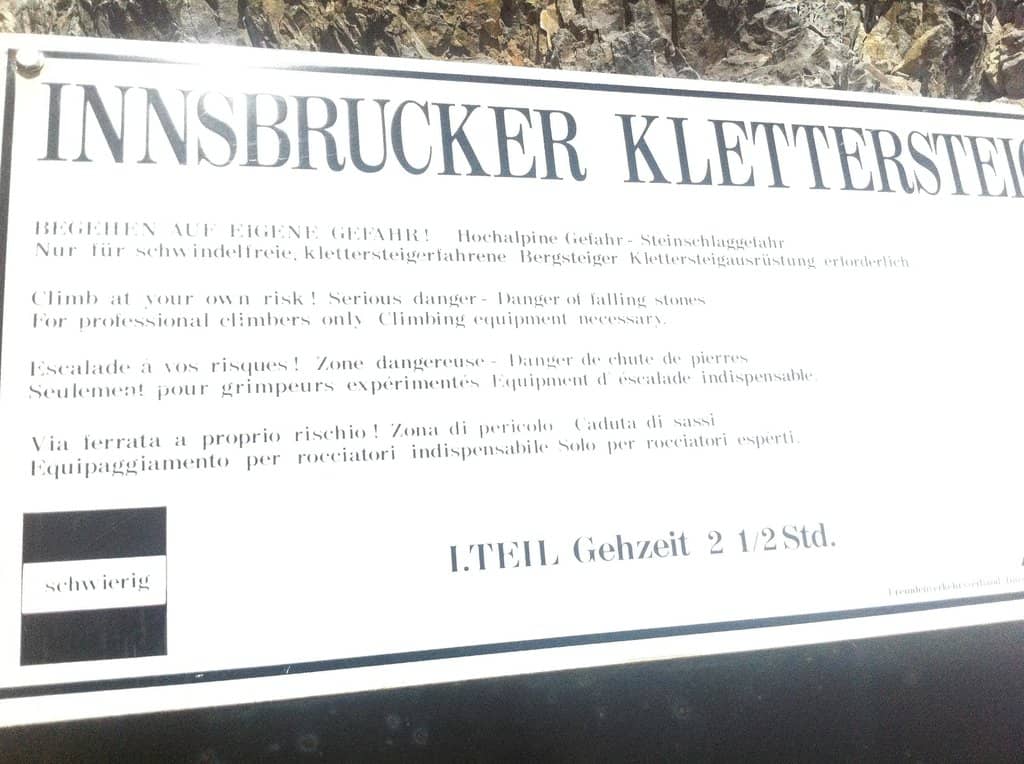 INNSBRUCKER KLETTERSTEIG
BEGEHEN AUF EIGENE GEFAHR! Hochalpine Gefahr - Steinschlaggefahr
Nur für schwindelfreie, klettersteigerfahrene Bergsteiger Klettersteigausrüstung erforderlich
Climb at your own risk! Serious danger - Danger of falling stones
For professional climbers only Climbing equipment necessary.
Escalade á vos risques! Zone dangereuse - Danger de chute de pierres
Seulement pour grimpeurs expérimentés Equipment d' éscalade indispensable.
Via ferrata a proprio rischio! Zona di pericolo Caduta di sassi
Equipaggiamento per rocciatori indispensabile Solo per rocciatori esperti.
schwierig
I.TEIL Gehzeit 2 1/2 Std.
Fremdenverkehrsverband